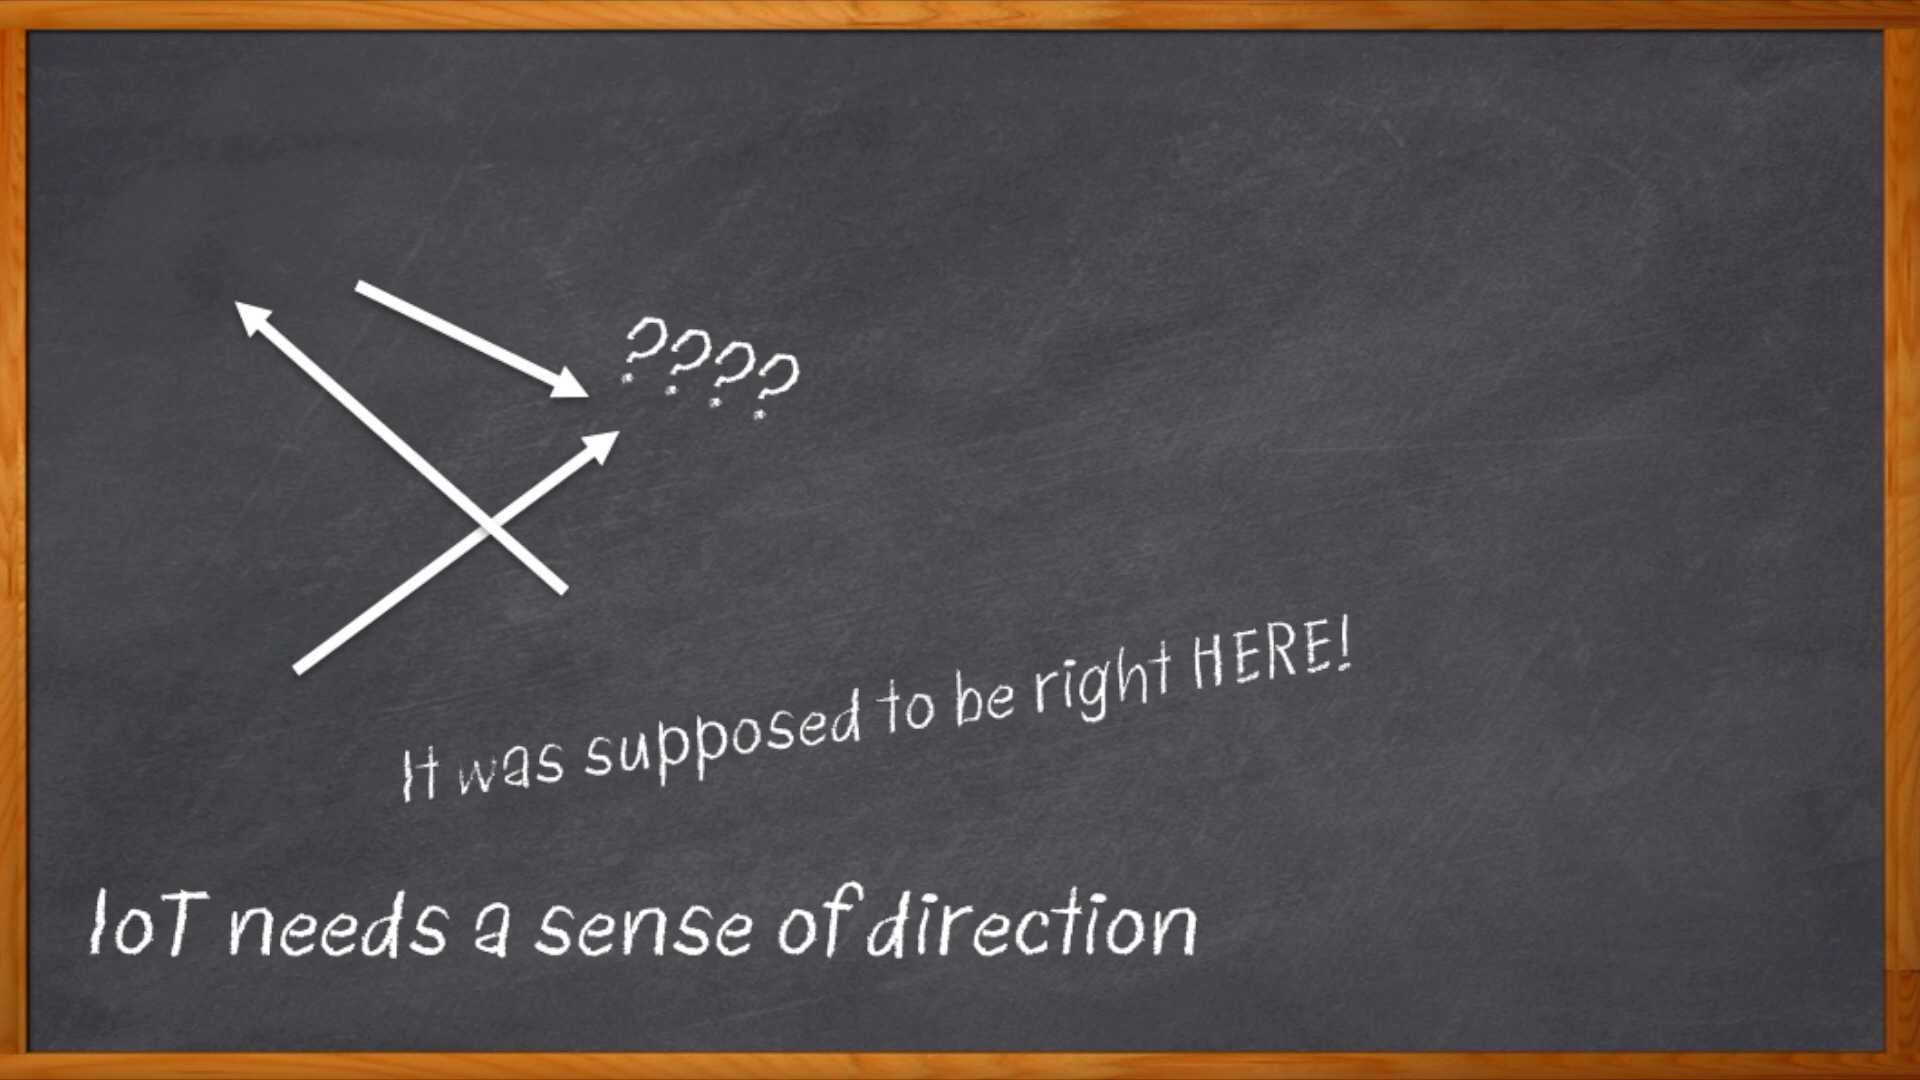 ????
It was supposed to be right HERE!
IoT needs a sense of direction